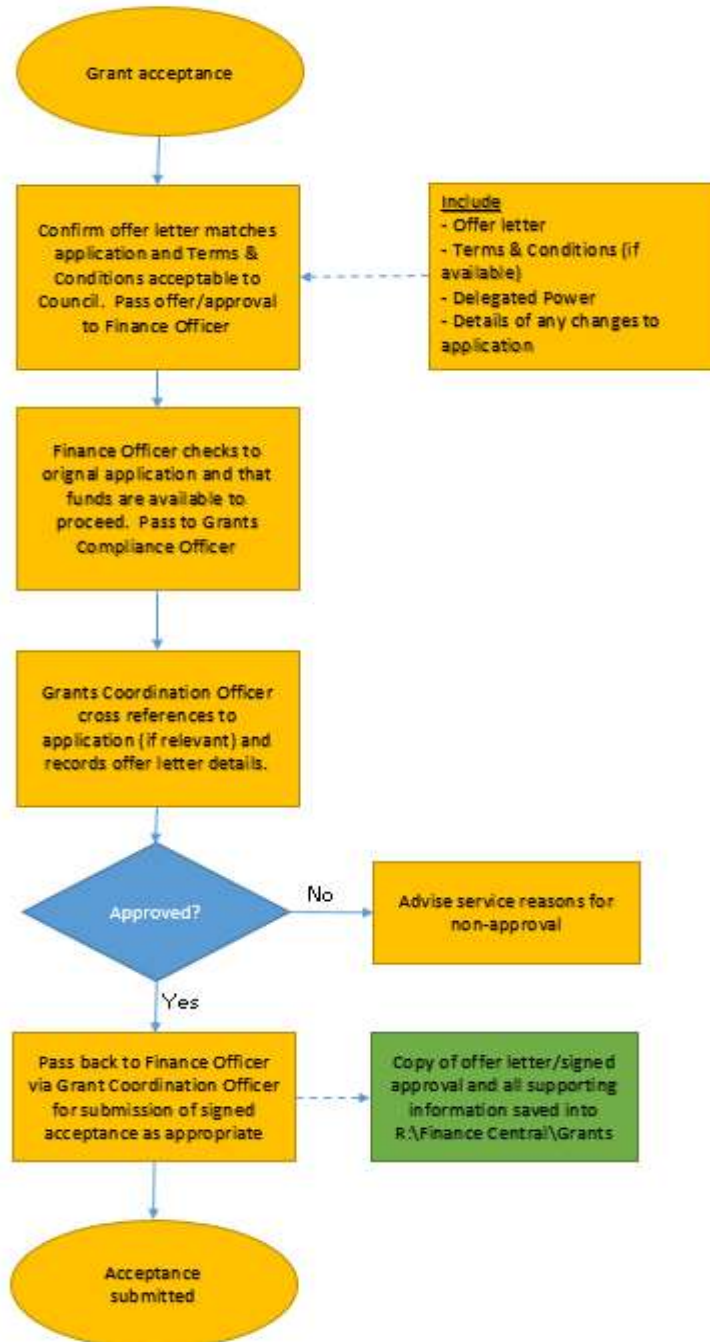 Grant acceptance
Confirm offer letter matches
application and Terms &
Conditions acceptable to
Council. Pass offer/approval
to Finance Officer
Include
- Offer letter
- Terms & Conditions (if
available)
- Delegated Power
- Details of any changes to
application
Finance Officer checks to
orignal application and that
funds are available to
proceed. Pass to Grants
Compliance Officer
Grants Coordination Officer
cross references to
application (if relevant) and
records offer letter details.
Approved?
No
Advise service reasons for
non-approval
Yes
Pass back to Finance Officer
via Grant Coordination Officer
for submission of signed
acceptance as appropriate
Copy of offer letter/signed
approval and all supporting
information saved into
R:\Finance Central\Grants
Acceptance
submitted